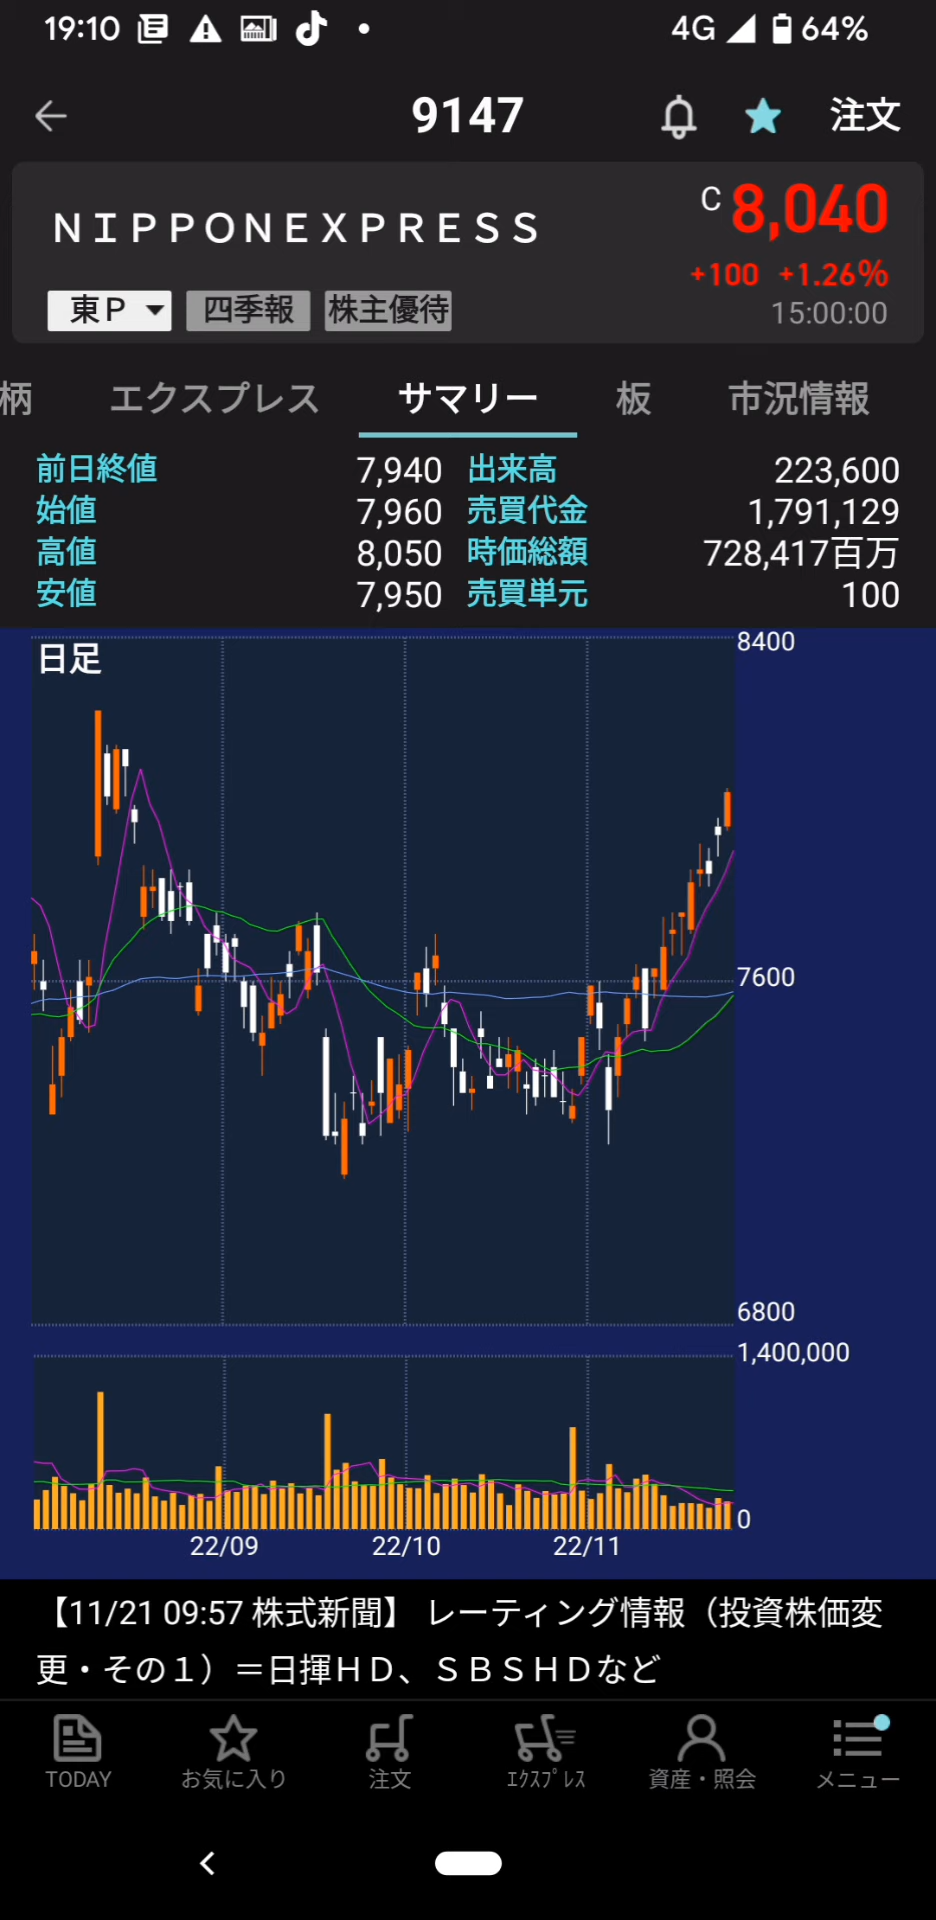 19:10
4G 64%
9147
注文
ＮＩＰＰＯＮＥＸＰＲＥＳＳ
C 8,040
+100 +1.26%
15:00:00
東Ｐ
四季報
株主優待
柄
エクスプレス
サマリー
板
市況情報
前日終値 7,940 出来高 223,600
始値 7,960 売買代金 1,791,129
高値 8,050 時価総額 728,417百万
安値 7,950 売買単元 100
日足
8400
7600
6800
1,400,000
0
22/09 22/10 22/11
【11/21 09:57 株式新聞】 レーティング情報（投資株価変
更・その１）＝日揮ＨＤ、ＳＢＳＨＤなど
TODAY
お気に入り
注文
ｴｸｽﾌﾟﾚｽ
資産・照会
メニュー